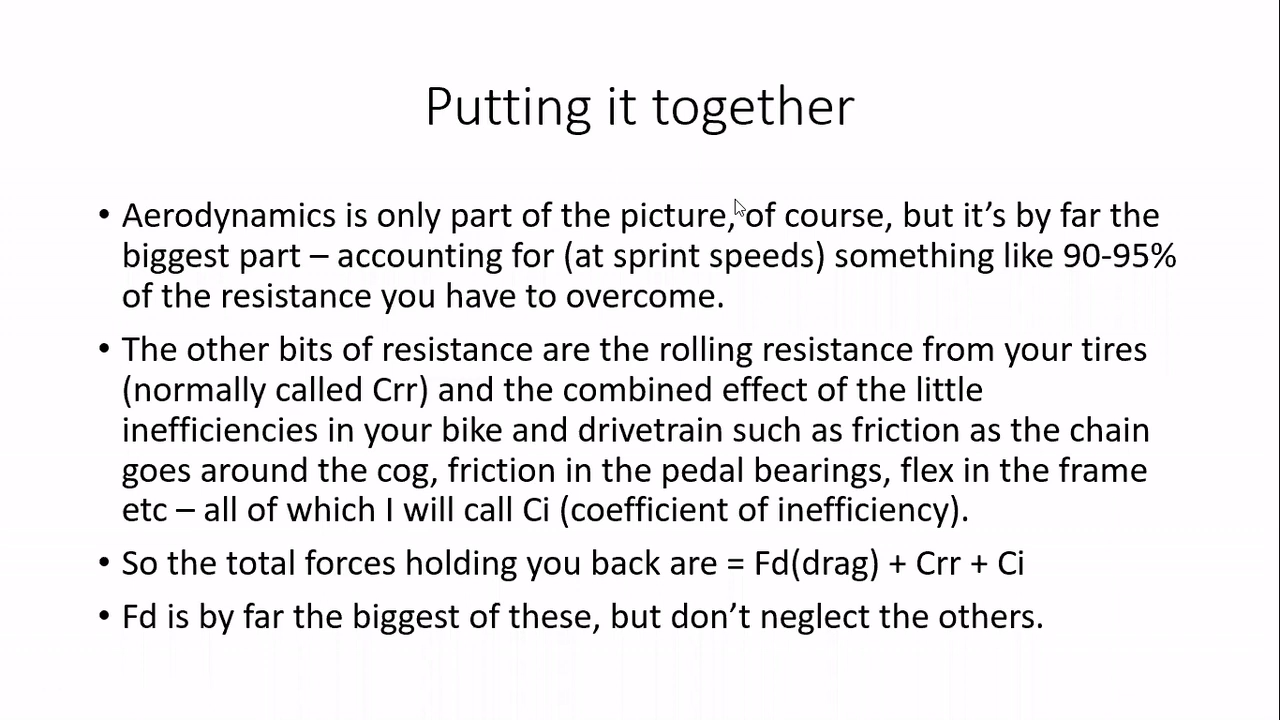 Putting it together
• Aerodynamics is only part of the picture, of course, but it’s by far the
biggest part – accounting for (at sprint speeds) something like 90-95%
of the resistance you have to overcome.
• The other bits of resistance are the rolling resistance from your tires
(normally called Crr) and the combined effect of the little
inefficiencies in your bike and drivetrain such as friction as the chain
goes around the cog, friction in the pedal bearings, flex in the frame
etc – all of which I will call Ci (coefficient of inefficiency).
• So the total forces holding you back are = Fd(drag) + Crr + Ci
• Fd is by far the biggest of these, but don’t neglect the others.